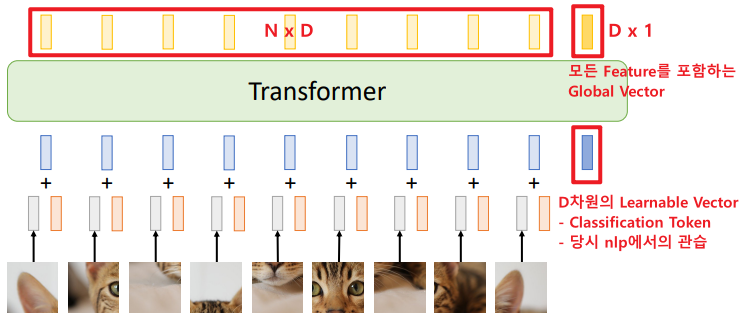 N x D
D x 1
모든 Feature를 포함하는
Global Vector
Transformer
+ + + + + + + + +
D차원의 Learnable Vector
- Classification Token
- 당시 nlp에서의 관습